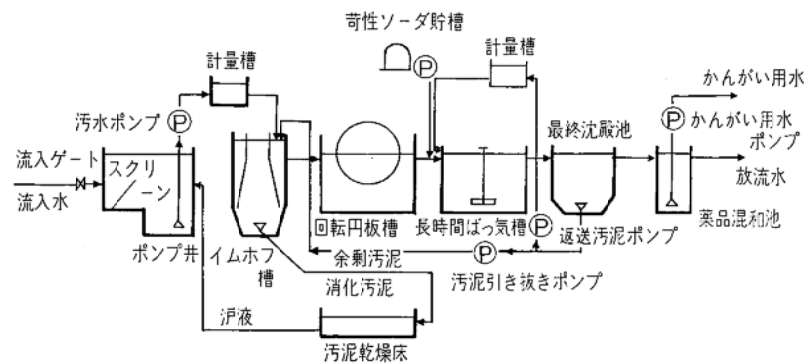 苛性ソーダ貯槽
計量槽
計量槽
かんがい用水
汚水ポンプ
P
P
P
かんがい用水
ポンプ
最終沈殿池
流入ゲート
スクリ
ーン
流入水
放流水
回転円板槽
長時間ばっ気槽
P
返送汚泥ポンプ
薬品混和池
ポンプ井
イムホフ
槽
余剰汚泥
P
汚泥引き抜きポンプ
消化汚泥
沪液
汚泥乾燥床